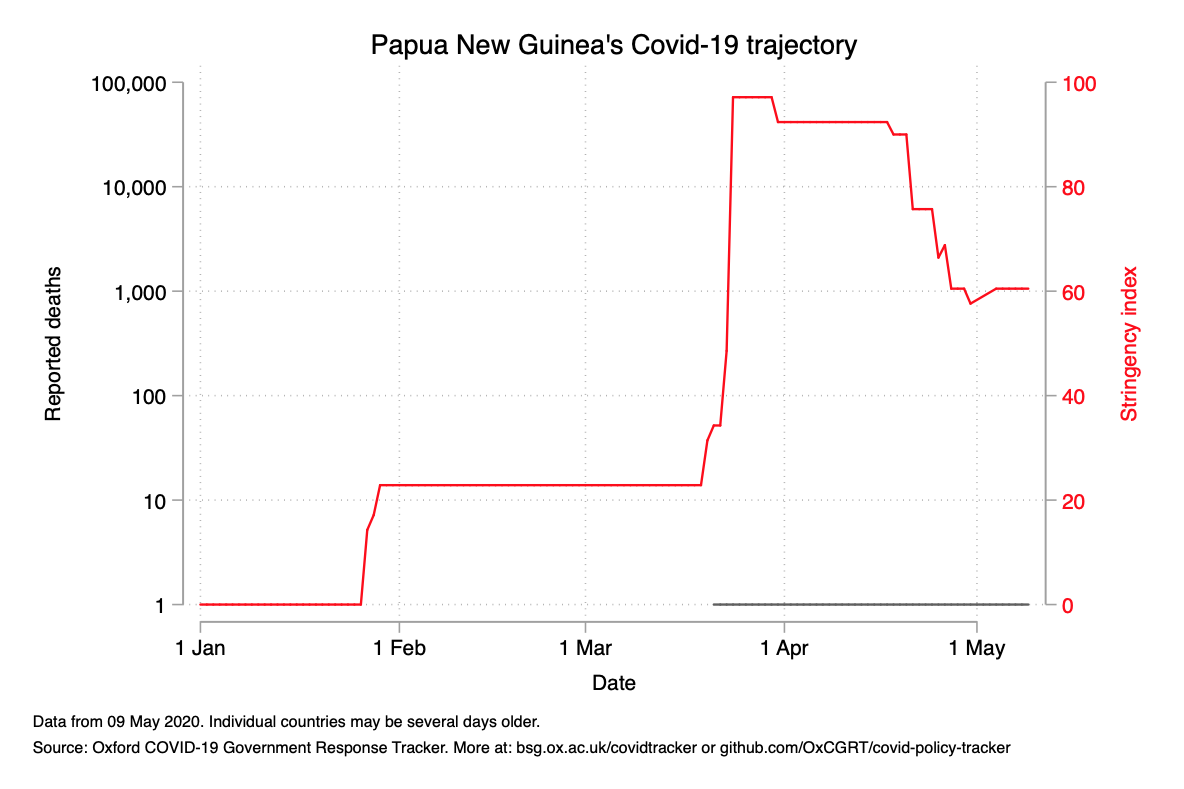 Papua New Guinea's Covid-19 trajectory
100,000
10,000
1,000
100
10
1
Reported deaths
100
80
60
40
20
0
Stringency index
1 Jan
1 Feb
1 Mar
1 Apr
1 May
Date
Data from 09 May 2020. Individual countries may be several days older.
Source: Oxford COVID-19 Government Response Tracker. More at: bsg.ox.ac.uk/covidtracker or github.com/OxCGRT/covid-policy-tracker